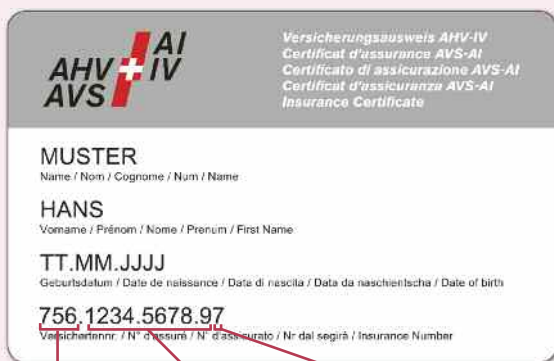 AHV AI
AVS IV
Versicherungsausweis AHV-IV
Certificat d'assurance AVS-AI
Certificato di assicurazione AVS-AI
Certificat d'assicuranza AVS-AI
Insurance Certificate
MUSTER
Name / Nom / Cognome / Num / Name
HANS
Vorname / Prénom / Nome / Prenum / First Name
TT.MM.JJJJ
Geburtsdatum / Date de naissance / Data di nascita / Data da naschientscha / Date of birth
756.1234.5678.97
Versichertennr. / N° d'assuré / N° d'assicurato / Nr dal segirà / Insurance Number